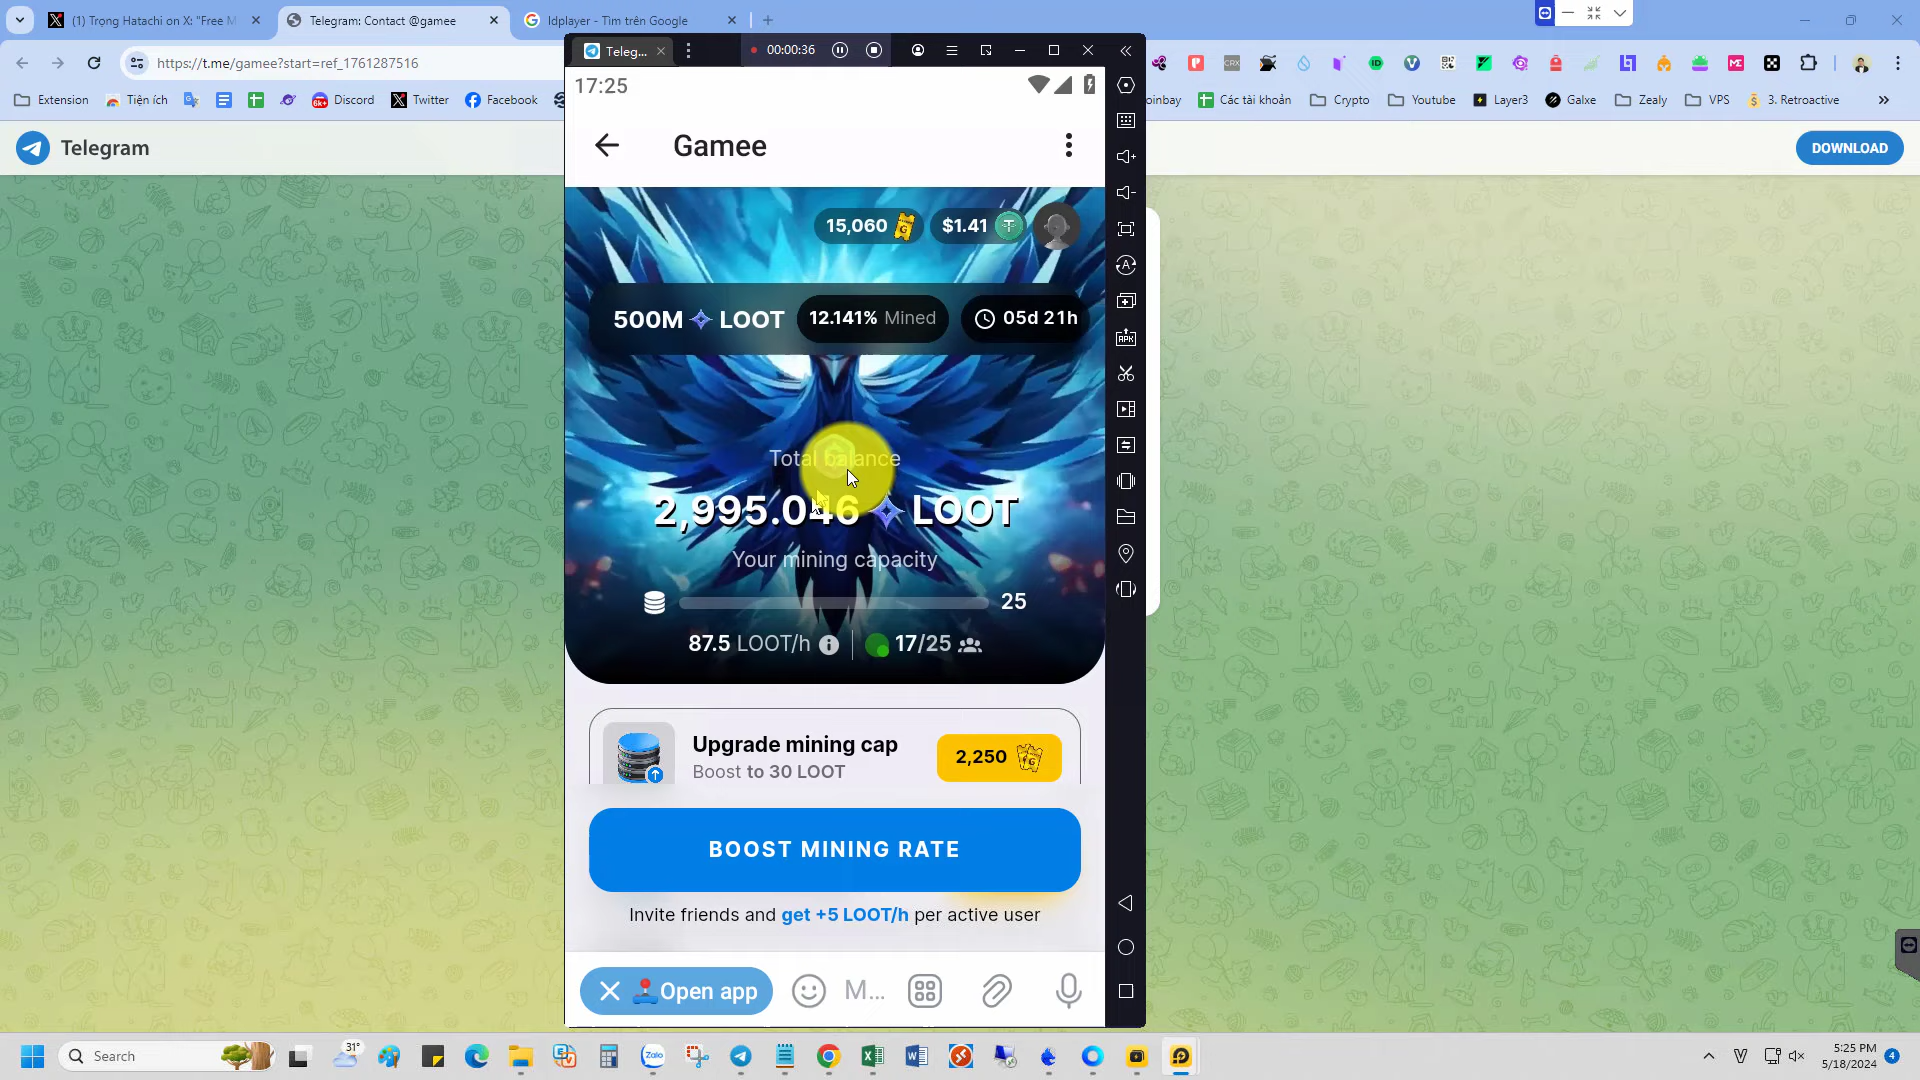 (1) Trọng Hatachi on X: "Free M
Telegram: Contact @gamee
ldplayer - Tìm trên Google
https://t.me/gamee?start=ref_1761287516
Extension
Tiện ích
Discord
Twitter
Facebook
oinbay
Các tài khoản
Crypto
Youtube
Layer3
Galxe
Zealy
VPS
3. Retroactive
Telegram
DOWNLOAD
Teleg...
00:00:36
17:25
Gamee
15,060
$1.41
500M LOOT
12.141% Mined
05d 21h
Total balance
2,995.046 LOOT
Your mining capacity
25
87.5 LOOT/h
17/25
Upgrade mining cap
Boost to 30 LOOT
2,250
BOOST MINING RATE
Invite friends and get +5 LOOT/h per active user
Open app
M...
Search
31°
Zalo
5:25 PM
5/18/2024
4